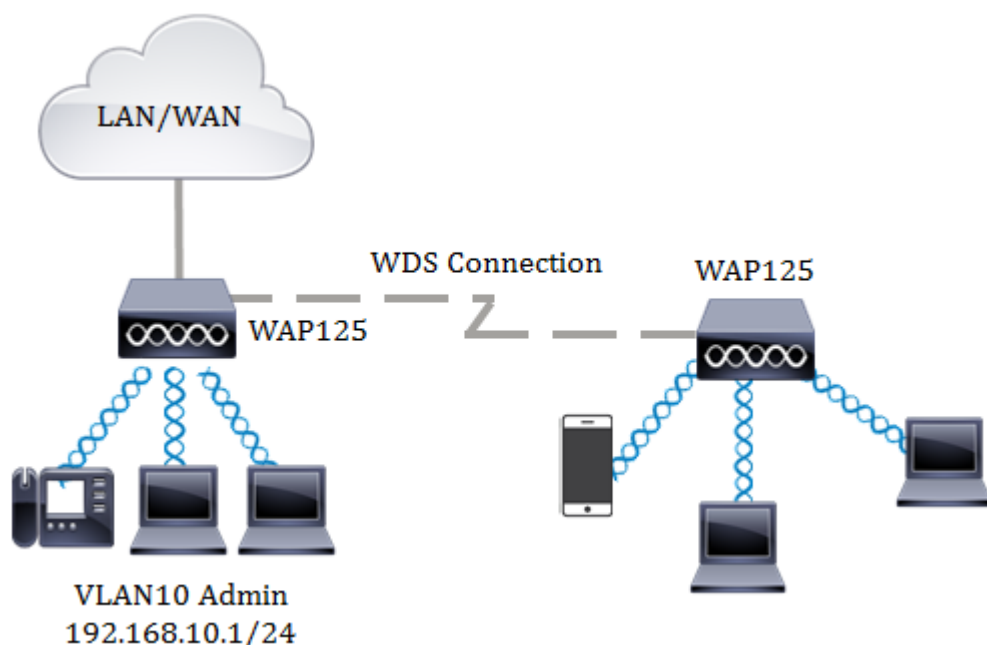 LAN/WAN
WDS Connection
WAP125
WAP125
VLAN10 Admin
192.168.10.1/24